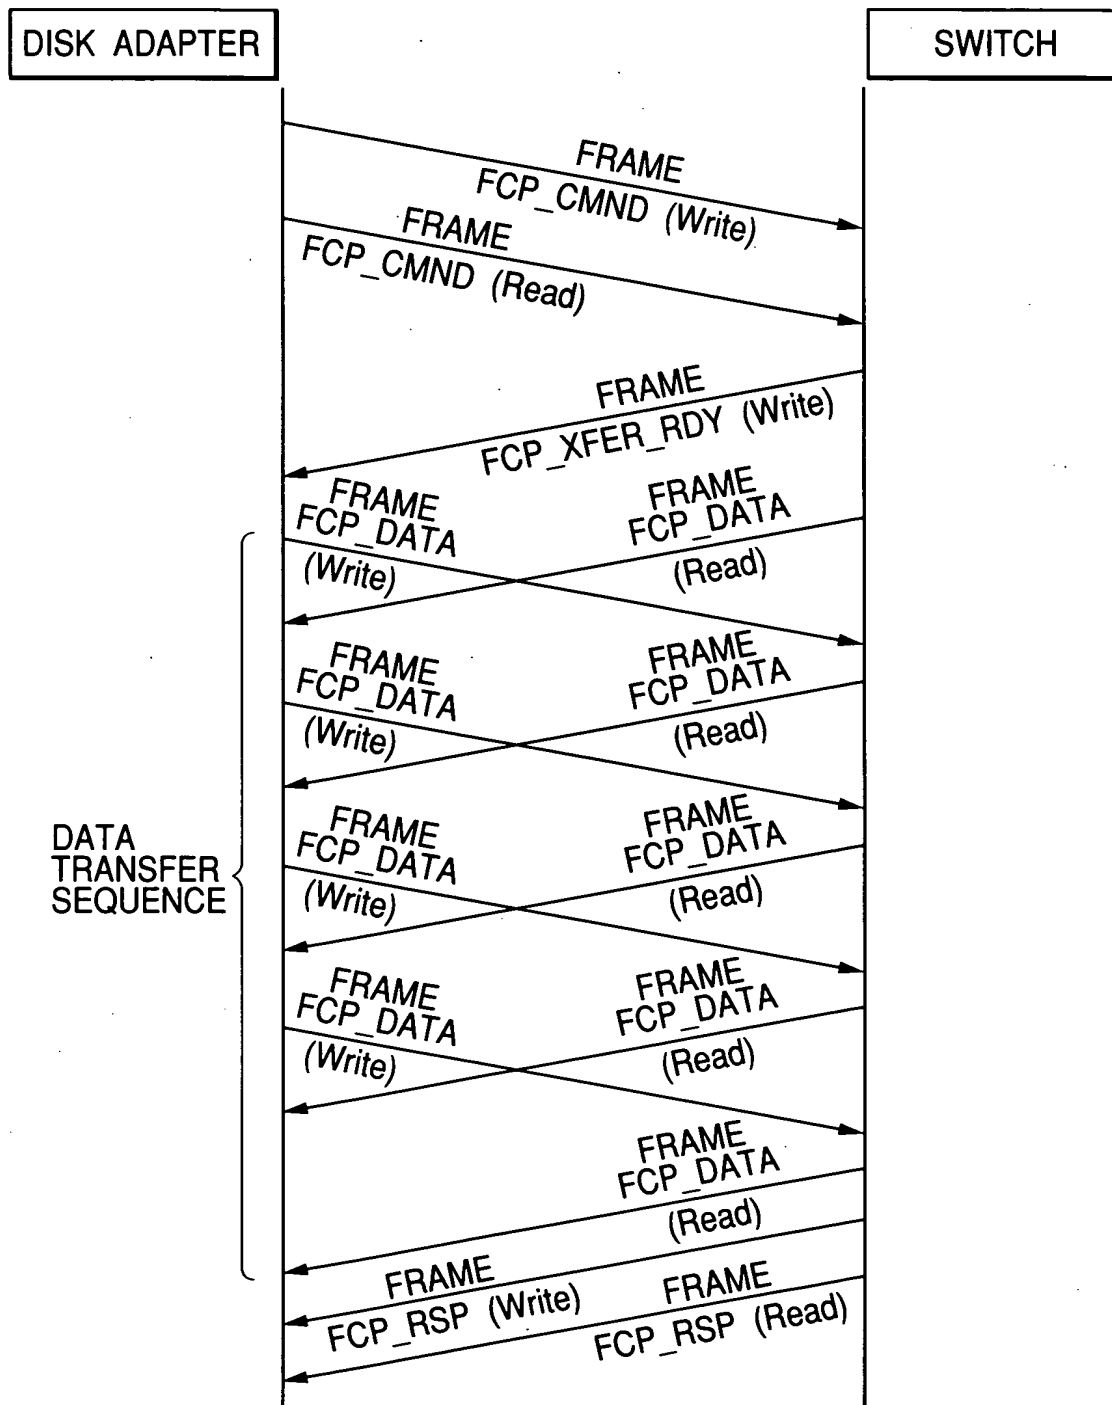 DISK ADAPTER
SWITCH
FRAME
FCP_CMND (Write)
FRAME
FCP_CMND (Read)
FRAME
FCP_XFER_RDY (Write)
FRAME
FCP_DATA
(Write)
FRAME
FCP_DATA
(Read)
FRAME
FCP_DATA
(Write)
FRAME
FCP_DATA
(Read)
DATA
TRANSFER
SEQUENCE
FRAME
FCP_DATA
(Write)
FRAME
FCP_DATA
(Read)
FRAME
FCP_DATA
(Write)
FRAME
FCP_DATA
(Read)
FRAME
FCP_DATA
(Read)
FRAME
FCP_RSP (Write)
FRAME
FCP_RSP (Read)